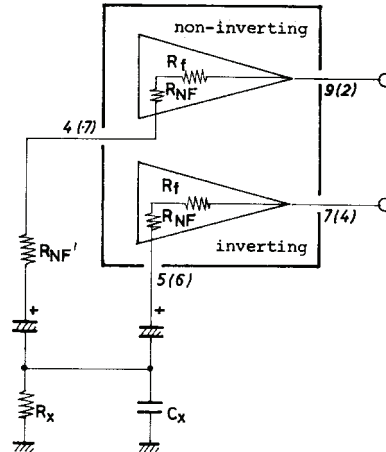 non-inverting
Rf
RNF
9(2)
4(7)
Rf
RNF
7(4)
inverting
RNF'
5(6)
+
+
Rx
Cx